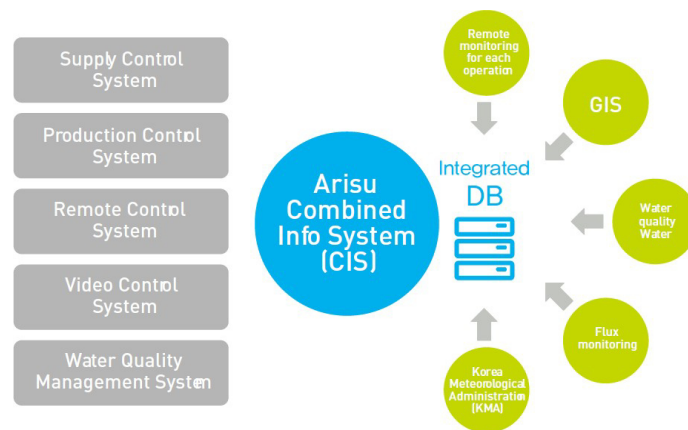 Supply Control
System
Production Control
System
Remote Control
System
Video Control
System
Water Quality
Management System
Arisu
Combined
Info System
(CIS)
Integrated
DB
Remote
monitoring
for each
operation
GIS
Water
quality
Water
Flux
monitoring
Korea
Meteorological
Administration
(KMA)